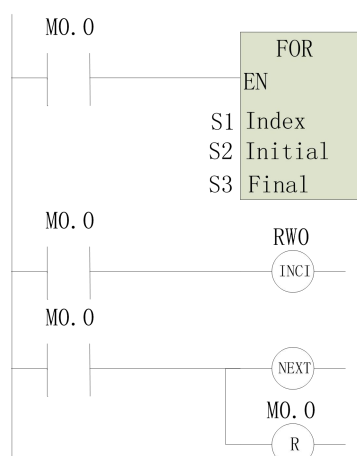 M0.0
FOR
EN
S1 Index
S2 Initial
S3 Final
M0.0
RW0
INCI
M0.0
NEXT
M0.0
R